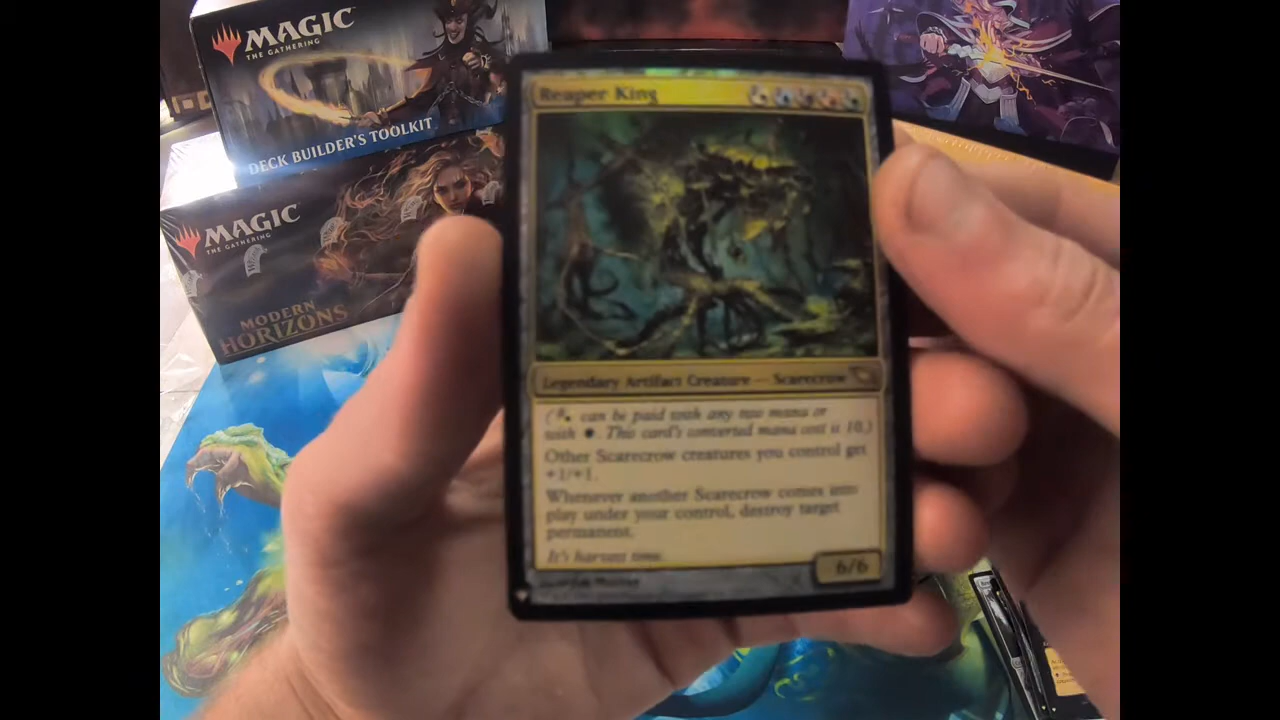 MAGIC
THE GATHERING
DECK BUILDER'S TOOLKIT
MAGIC
THE GATHERING
MODERN
HORIZONS
Reaper King
Legendary Artifact Creature — Scarecrow
( can be paid with any two mana or
with . This card's converted mana cost is 10.)
Other Scarecrow creatures you control get
+1/+1.
Whenever another Scarecrow comes into
play under your control, destroy target
permanent.
It's harvest time.
6/6